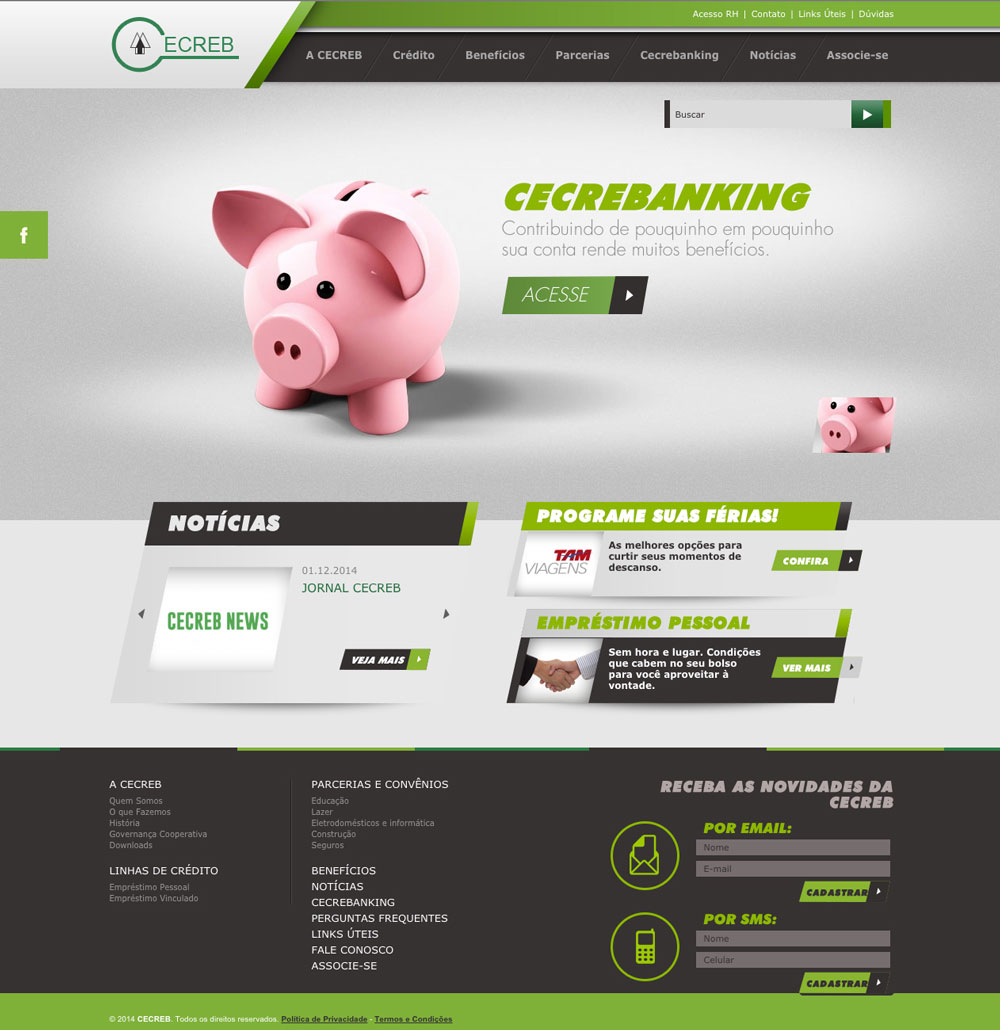 Acesso RH | Contato | Links Úteis | Dúvidas
CECREB
A CECREB Crédito Benefícios Parcerias Cecrebanking Notícias Associe-se
Buscar
CECREBANKING
Contribuindo de pouquinho em pouquinho
sua conta rende muitos benefícios.
ACESSE
f
NOTÍCIAS
01.12.2014
JORNAL CECREB
CECREB NEWS
VEJA MAIS
PROGRAME SUAS FÉRIAS!
TAM
VIAGENS
As melhores opções para
curtir seus momentos de
descanso.
CONFIRA
EMPRÉSTIMO PESSOAL
Sem hora e lugar. Condições
que cabem no seu bolso
para você aproveitar à
vontade.
VER MAIS
A CECREB
Quem Somos
O que Fazemos
História
Governança Cooperativa
Downloads
LINHAS DE CRÉDITO
Empréstimo Pessoal
Empréstimo Vinculado
PARCERIAS E CONVÊNIOS
Educação
Lazer
Eletrodomésticos e informática
Construção
Seguros
BENEFÍCIOS
NOTÍCIAS
CECREBANKING
PERGUNTAS FREQUENTES
LINKS ÚTEIS
FALE CONOSCO
ASSOCIE-SE
RECEBA AS NOVIDADES DA
CECREB
POR EMAIL:
Nome
E-mail
CADASTRAR
POR SMS:
Nome
Celular
CADASTRAR
© 2014 CECREB. Todos os direitos reservados. Política de Privacidade - Termos e Condições